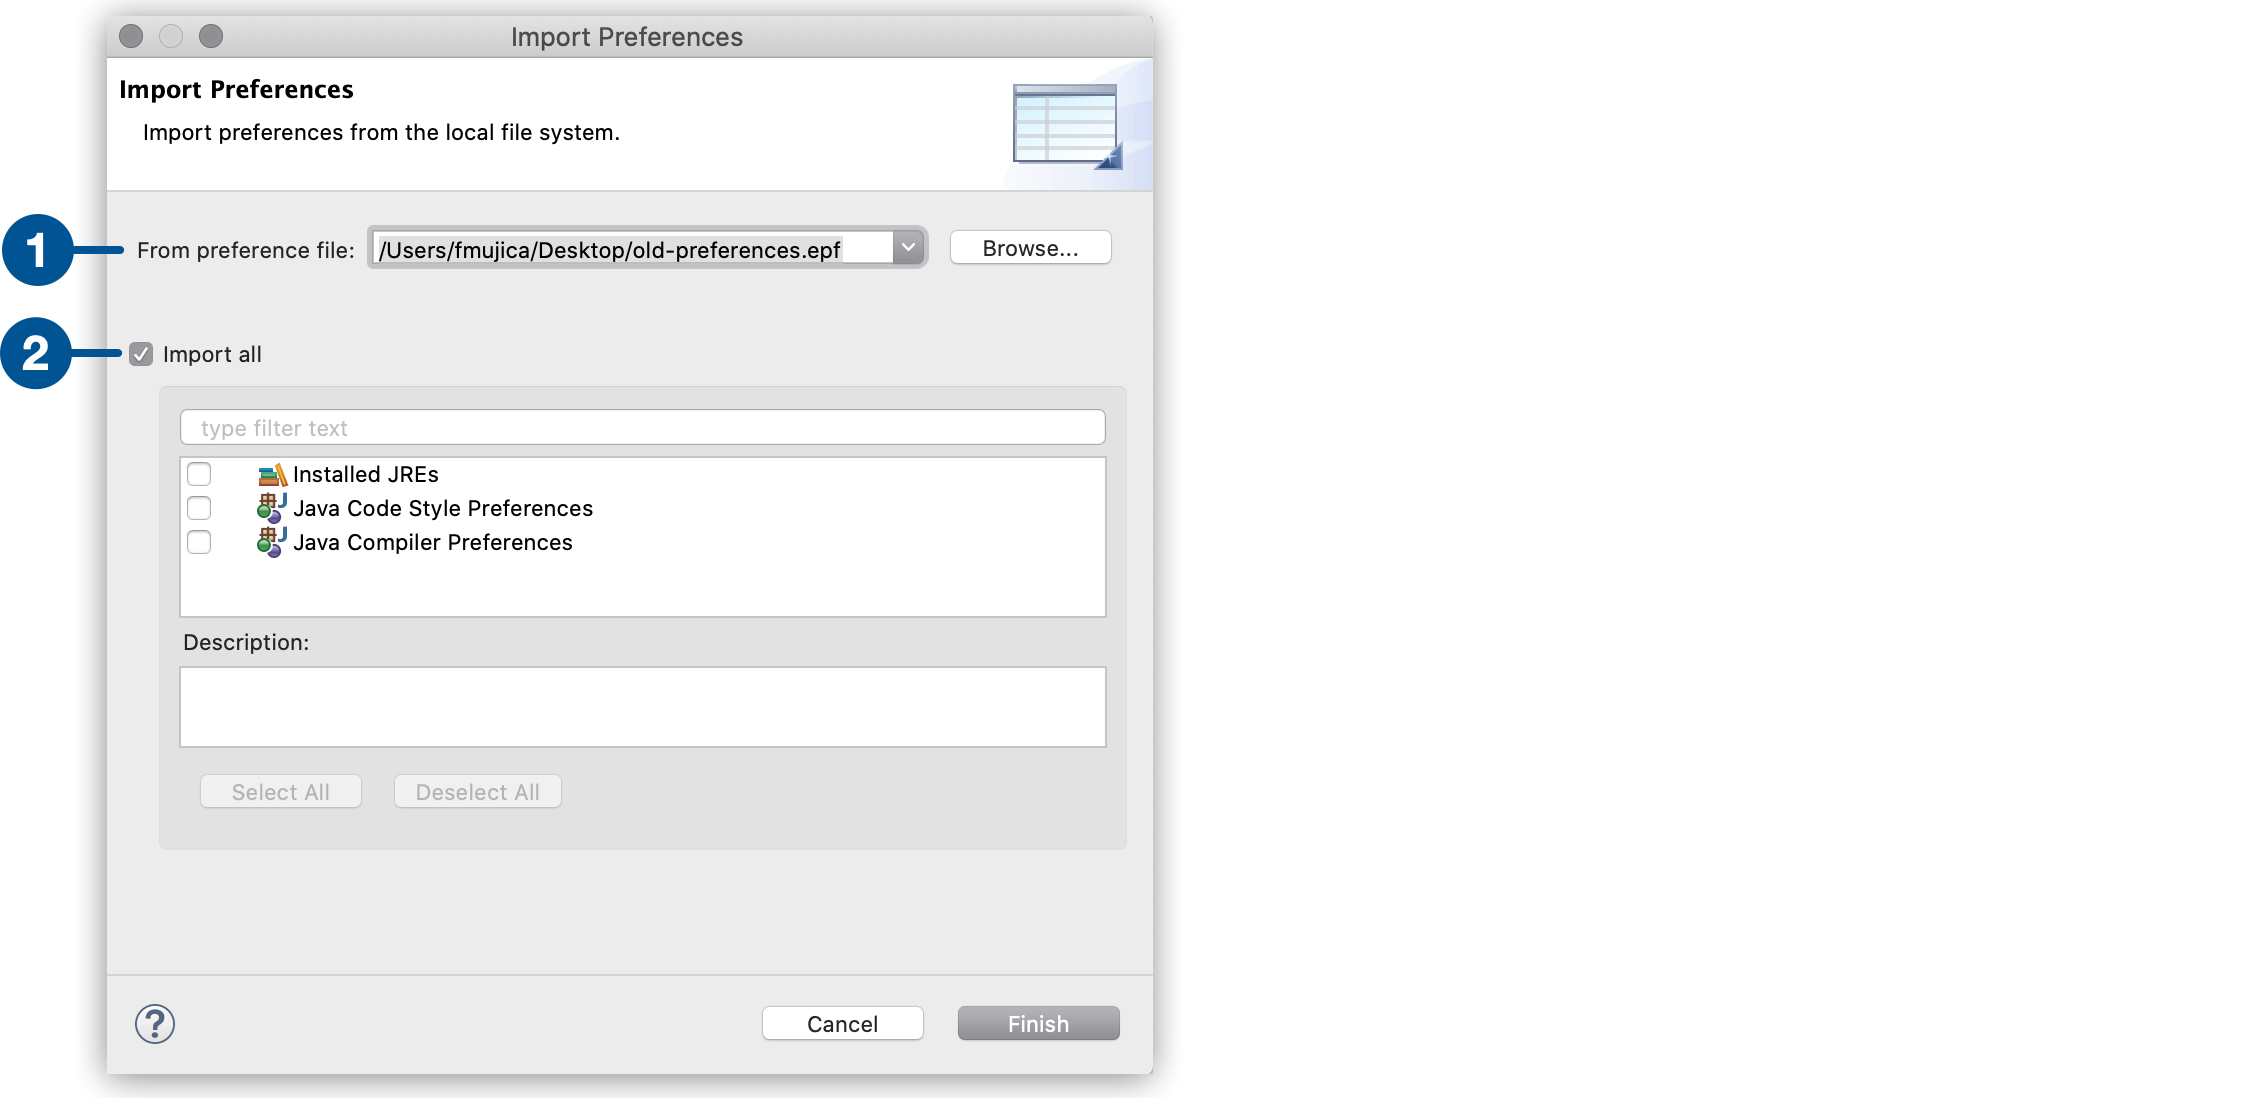 Import Preferences
Import Preferences
Import preferences from the local file system.
1
From preference file: /Users/fmujica/Desktop/old-preferences.epf Browse...
2
Import all
type filter text
Installed JREs
Java Code Style Preferences
Java Compiler Preferences
Description:
Select All Deselect All
? Cancel Finish